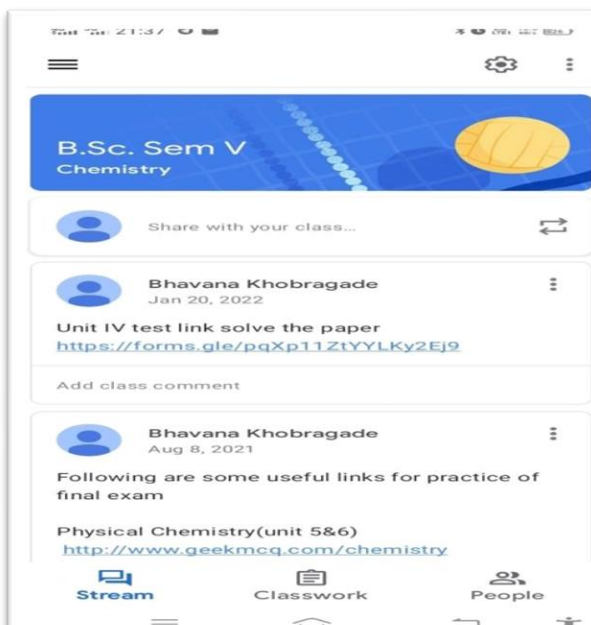 21:37
B.Sc. Sem V
Chemistry
Share with your class...
Bhavana Khobragade
Jan 20, 2022
Unit IV test link solve the paper
https://forms.gle/pqXp11ZtYYLKy2Ej9
Add class comment
Bhavana Khobragade
Aug 8, 2021
Following are some useful links for practice of
final exam
Physical Chemistry(unit 5&6)
http://www.geekmcq.com/chemistry
Stream Classwork People